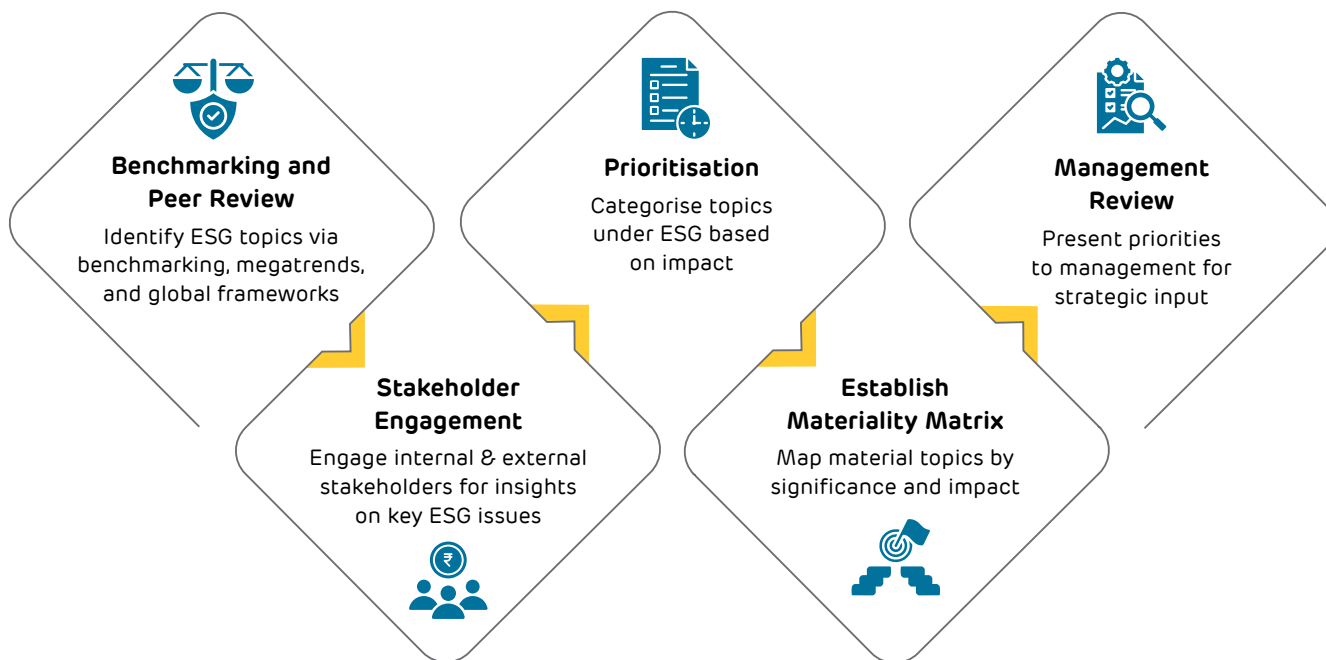 Benchmarking and
Peer Review
Identify ESG topics via
benchmarking, megatrends,
and global frameworks
Stakeholder
Engagement
Engage internal & external
stakeholders for insights
on key ESG issues
₹
Prioritisation
Categorise topics
under ESG based
on impact
Establish
Materiality Matrix
Map material topics by
significance and impact
Management
Review
Present priorities
to management for
strategic input